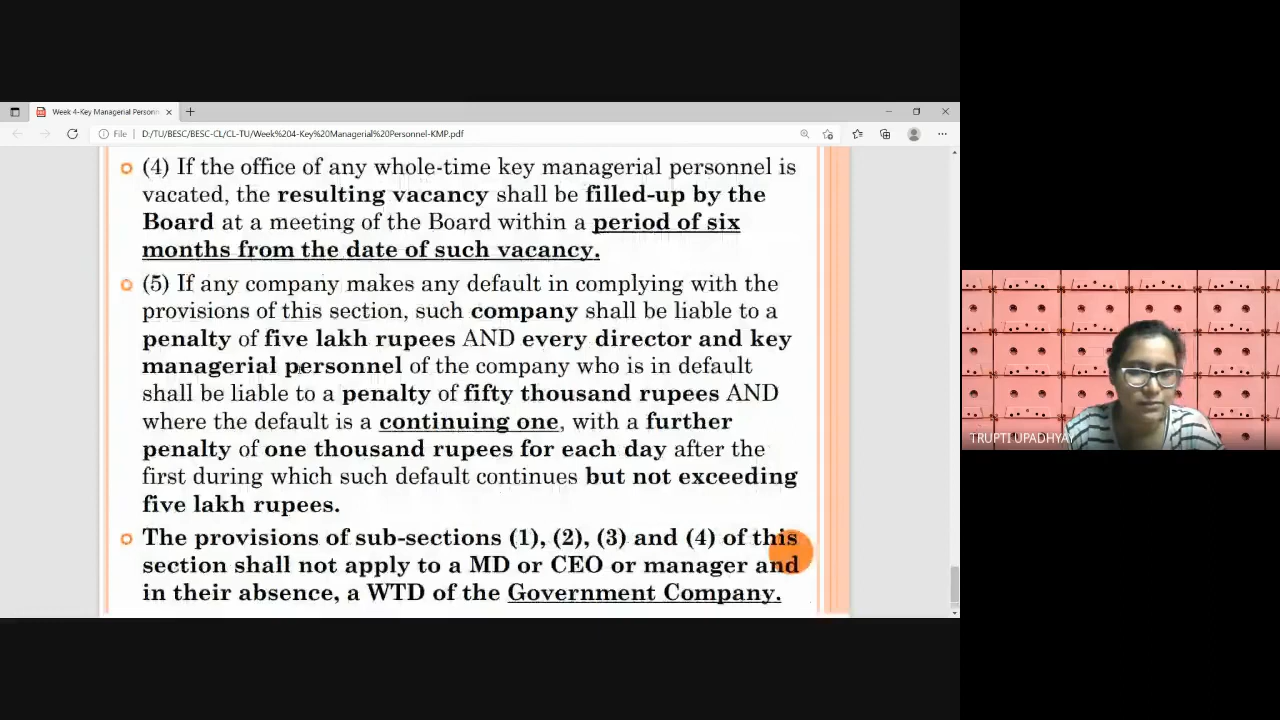 Week 4-Key Managerial Personn
File
D:/TU/BESC/BESC-CL/CL-TU/Week%204-Key%20Managerial%20Personnel-KMP.pdf
(4) If the office of any whole-time key managerial personnel is
vacated, the resulting vacancy shall be filled-up by the
Board at a meeting of the Board within a period of six
months from the date of such vacancy.
(5) If any company makes any default in complying with the
provisions of this section, such company shall be liable to a
penalty of five lakh rupees AND every director and key
managerial personnel of the company who is in default
shall be liable to a penalty of fifty thousand rupees AND
where the default is a continuing one, with a further
penalty of one thousand rupees for each day after the
first during which such default continues but not exceeding
five lakh rupees.
The provisions of sub-sections (1), (2), (3) and (4) of this
section shall not apply to a MD or CEO or manager and
in their absence, a WTD of the Government Company.
TRUPTI UPADHYAY